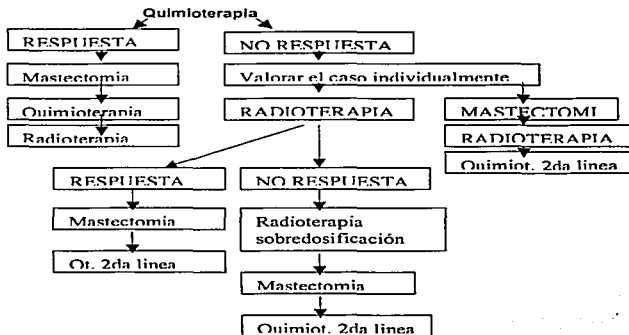 Quimioterapia
RESPUESTA
NO RESPUESTA
Mastectomia
Valorar el caso individualmente
Quimioterapia
RADIOTERAPIA
MASTECTOMI
Radioterapia
RADIOTERAPIA
Quimiot. 2da linea
RESPUESTA
NO RESPUESTA
Mastectomia
Radioterapia
sobredosificación
Qt. 2da linea
Mastectomia
Quimiot. 2da linea